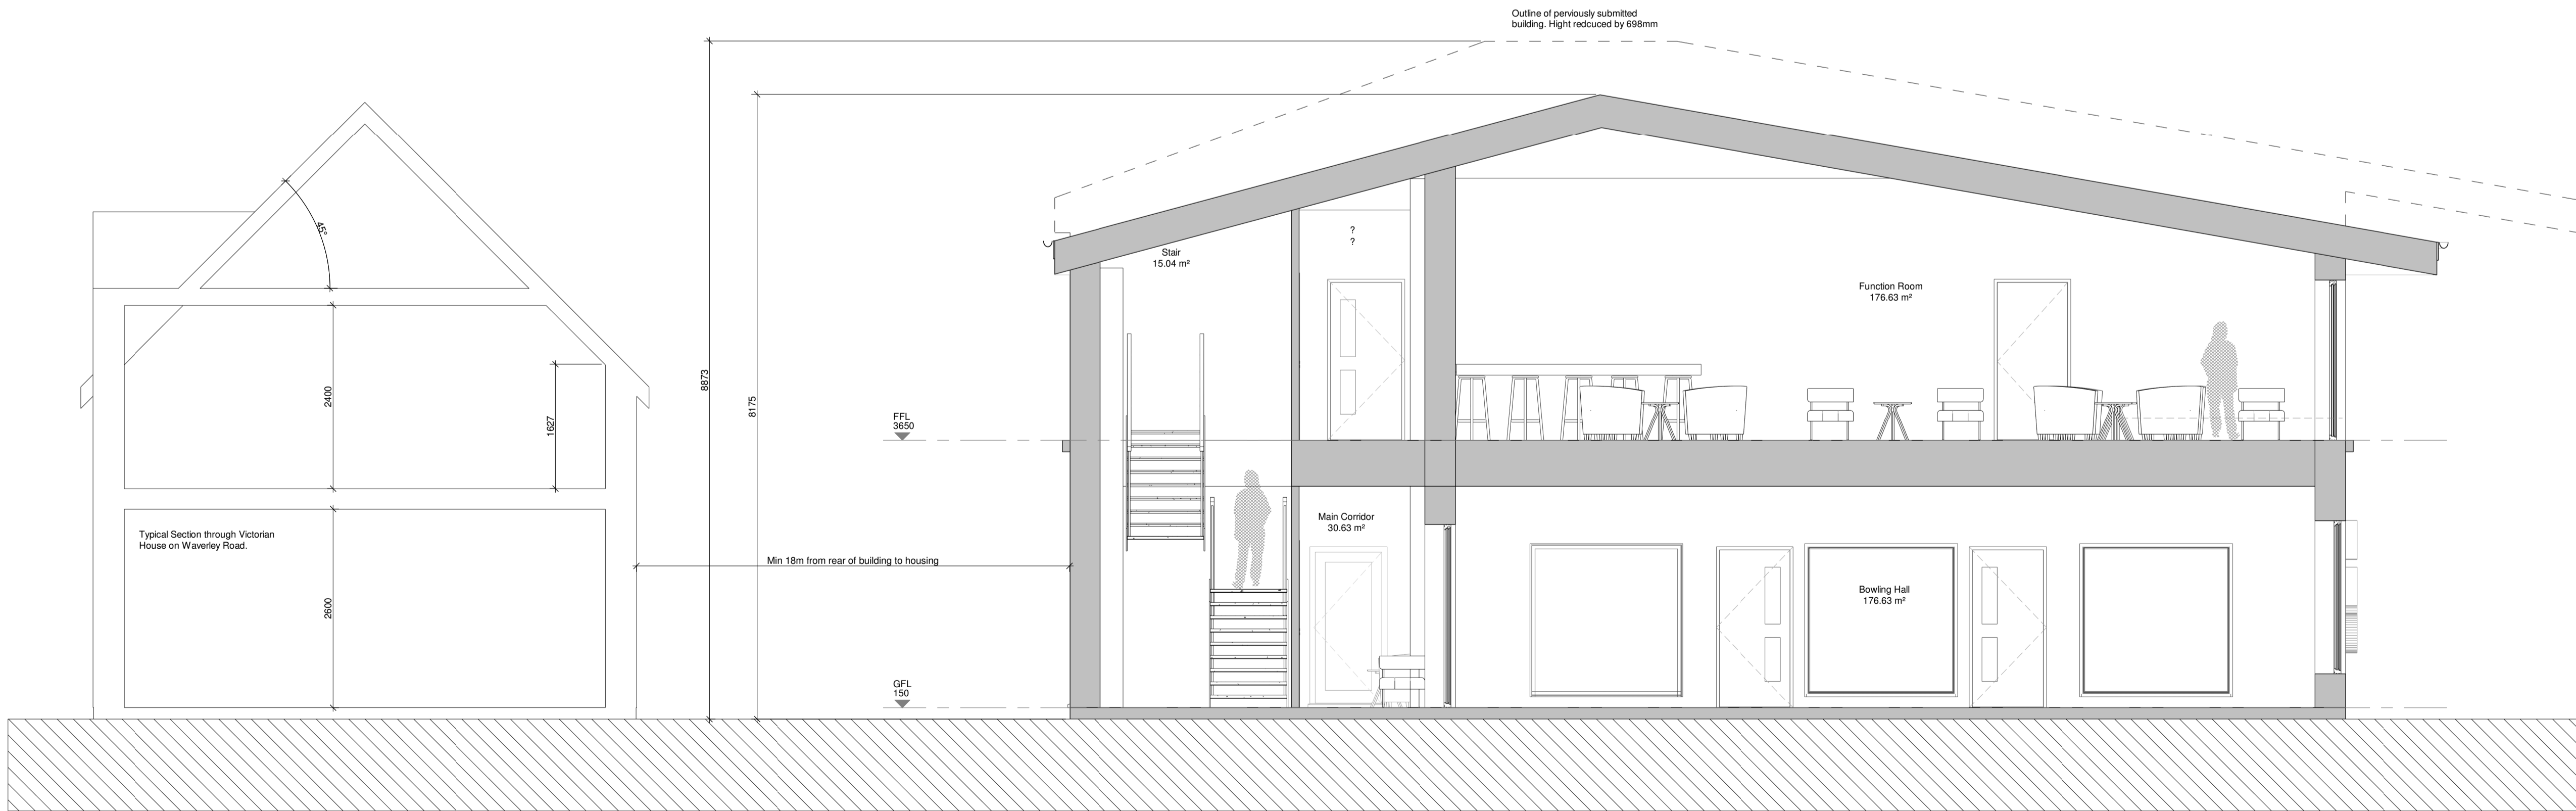 Outline of perviously submitted
building. Hight redcuced by 698mm
45°
?
?
Stair
15.04 m²
Function Room
176.63 m²
8873
8175
2400
1627
FFL
3650
Main Corridor
30.63 m²
Typical Section through Victorian
House on Waverley Road.
Min 18m from rear of building to housing
Bowling Hall
176.63 m²
2600
GFL
150